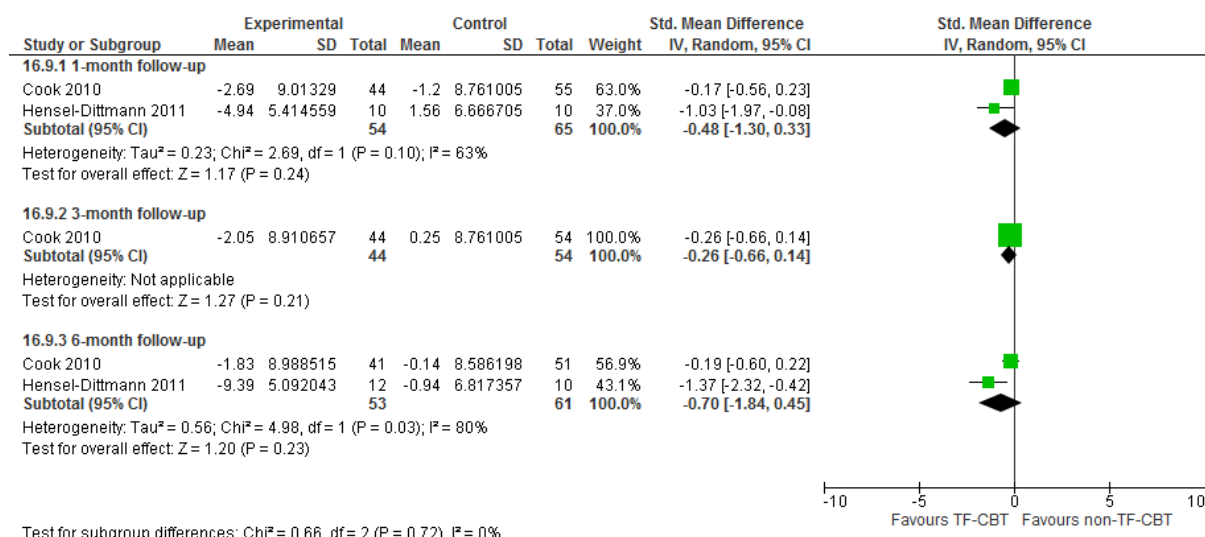 Experimental Control Std. Mean Difference Std. Mean Difference
Study or Subgroup Mean SD Total Mean SD Total Weight IV, Random, 95% CI IV, Random, 95% CI
16.9.1 1-month follow-up
Cook 2010 -2.69 9.01329 44 -1.2 8.761005 55 63.0% -0.17 [-0.56, 0.23]
Hensel-Dittmann 2011 -4.94 5.414559 10 1.56 6.666705 10 37.0% -1.03 [-1.97, -0.08]
Subtotal (95% CI) 54 65 100.0% -0.48 [-1.30, 0.33]
Heterogeneity: Tau² = 0.23; Chi² = 2.69, df = 1 (P = 0.10); I² = 63%
Test for overall effect: Z = 1.17 (P = 0.24)
16.9.2 3-month follow-up
Cook 2010 -2.05 8.910657 44 0.25 8.761005 54 100.0% -0.26 [-0.66, 0.14]
Subtotal (95% CI) 44 54 100.0% -0.26 [-0.66, 0.14]
Heterogeneity: Not applicable
Test for overall effect: Z = 1.27 (P = 0.21)
16.9.3 6-month follow-up
Cook 2010 -1.83 8.988515 41 -0.14 8.586198 51 56.9% -0.19 [-0.60, 0.22]
Hensel-Dittmann 2011 -9.39 5.092043 12 -0.94 6.817357 10 43.1% -1.37 [-2.32, -0.42]
Subtotal (95% CI) 53 61 100.0% -0.70 [-1.84, 0.45]
Heterogeneity: Tau² = 0.56; Chi² = 4.98, df = 1 (P = 0.03); I² = 80%
Test for overall effect: Z = 1.20 (P = 0.23)
-10 -5 0 5 10
Favours TF-CBT Favours non-TF-CBT
Test for subgroup differences: Chi² = 0.66, df = 2 (P = 0.72), I² = 0%